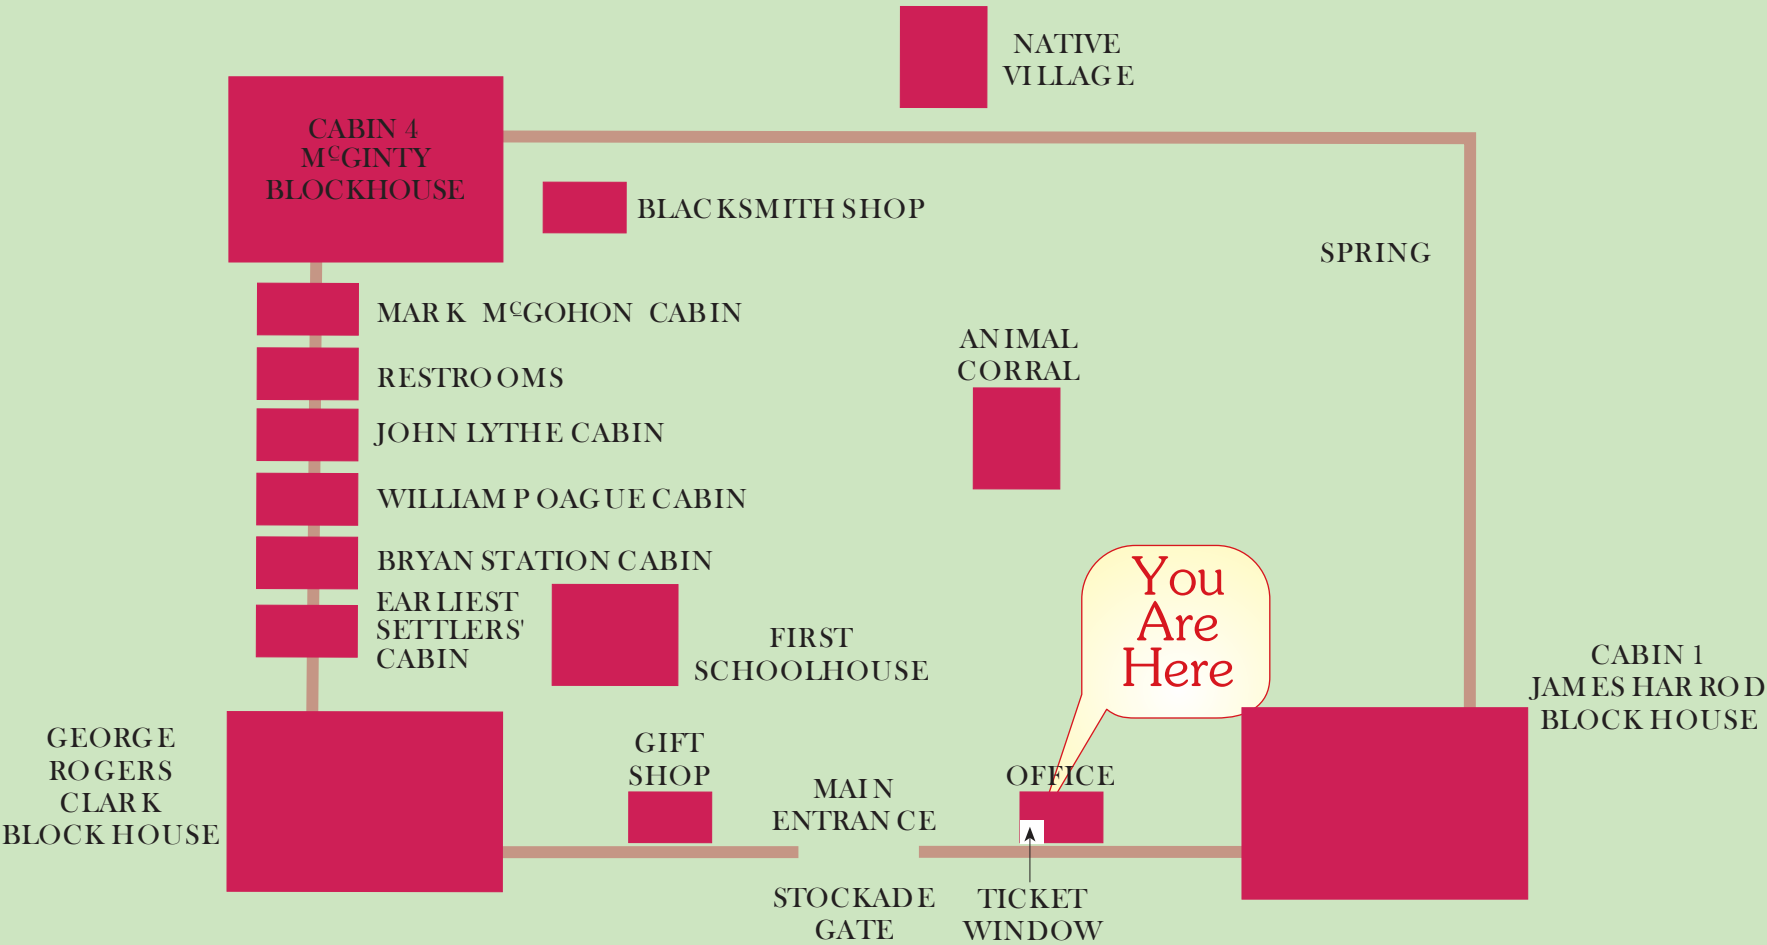 NATIVE
VILLAGE
CABIN 4
McGINTY
BLOCKHOUSE
BLACKSMITH SHOP
SPRING
MARK McGOHON CABIN
RESTROOMS
JOHN LYTHE CABIN
WILLIAM POAGUE CABIN
BRYAN STATION CABIN
EARLIEST
SETTLERS'
CABIN
ANIMAL
CORRAL
FIRST
SCHOOLHOUSE
You
Are
Here
CABIN 1
JAMES HARROD
BLOCK HOUSE
GEORGE
ROGERS
CLARK
BLOCK HOUSE
GIFT
SHOP
MAIN
ENTRANCE
OFFICE
STOCKADE
GATE
TICKET
WINDOW